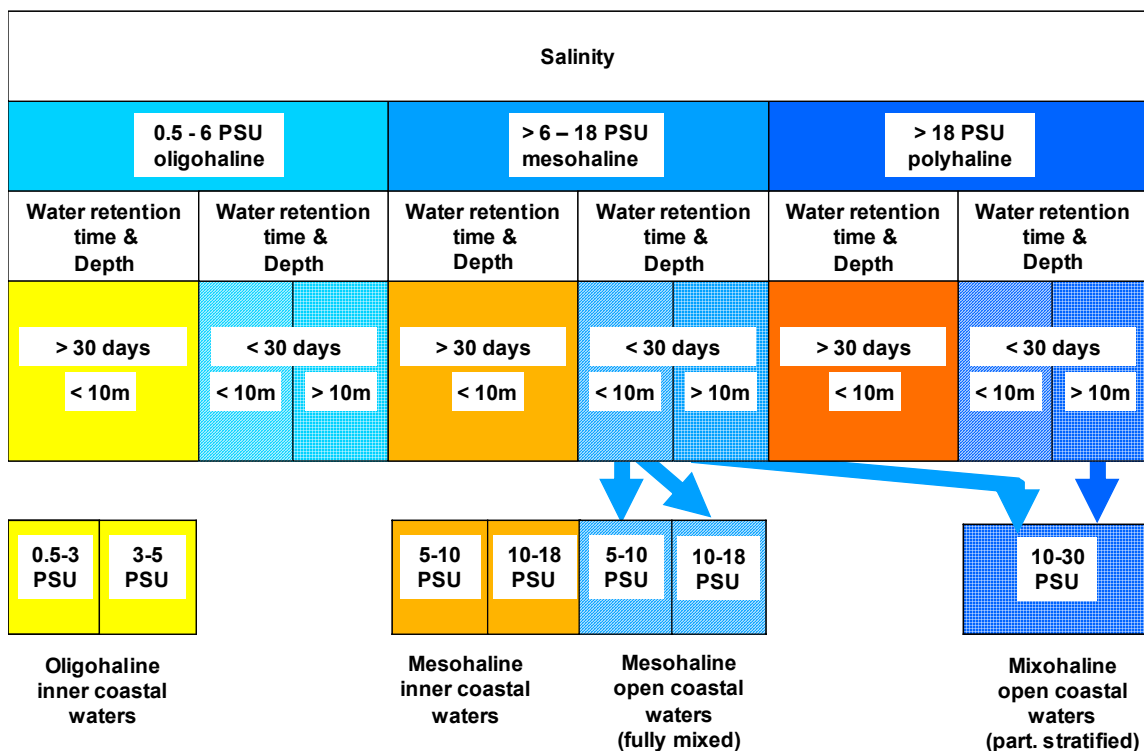 Salinity
0.5 - 6 PSU
oligohaline
> 6 – 18 PSU
mesohaline
> 18 PSU
polyhaline
Water retention
time &
Depth
Water retention
time &
Depth
Water retention
time &
Depth
Water retention
time &
Depth
Water retention
time &
Depth
Water retention
time &
Depth
> 30 days
< 10m
< 30 days
< 10m
> 10m
> 30 days
< 10m
< 30 days
< 10m
> 10m
> 30 days
< 10m
< 30 days
< 10m
> 10m
0.5-3
PSU
3-5
PSU
5-10
PSU
10-18
PSU
5-10
PSU
10-18
PSU
10-30
PSU
Oligohaline
inner coastal
waters
Mesohaline
inner coastal
waters
Mesohaline
open coastal
waters
(fully mixed)
Mixohaline
open coastal
waters
(part. stratified)